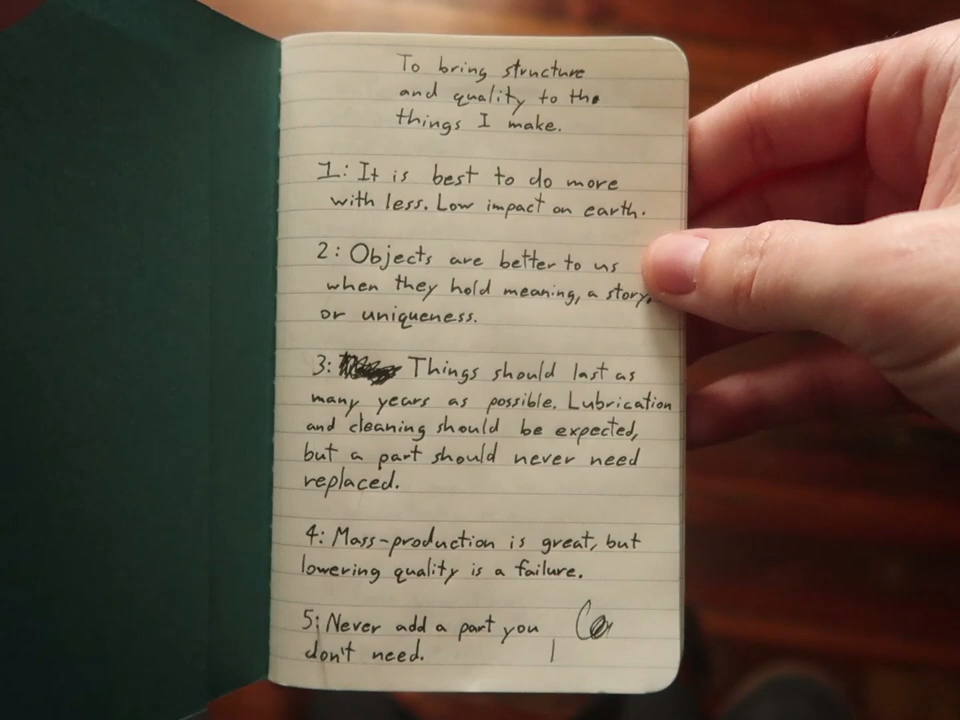 To bring structure
and quality to the
things I make.
1: It is best to do more
with less. Low impact on earth.
2: Objects are better to us
when they hold meaning, a story,
or uniqueness.
3: Things should last as
many years as possible. Lubrication
and cleaning should be expected,
but a part should never need
replaced.
4: Mass-production is great, but
lowering quality is a failure.
5: Never add a part you
don't need.